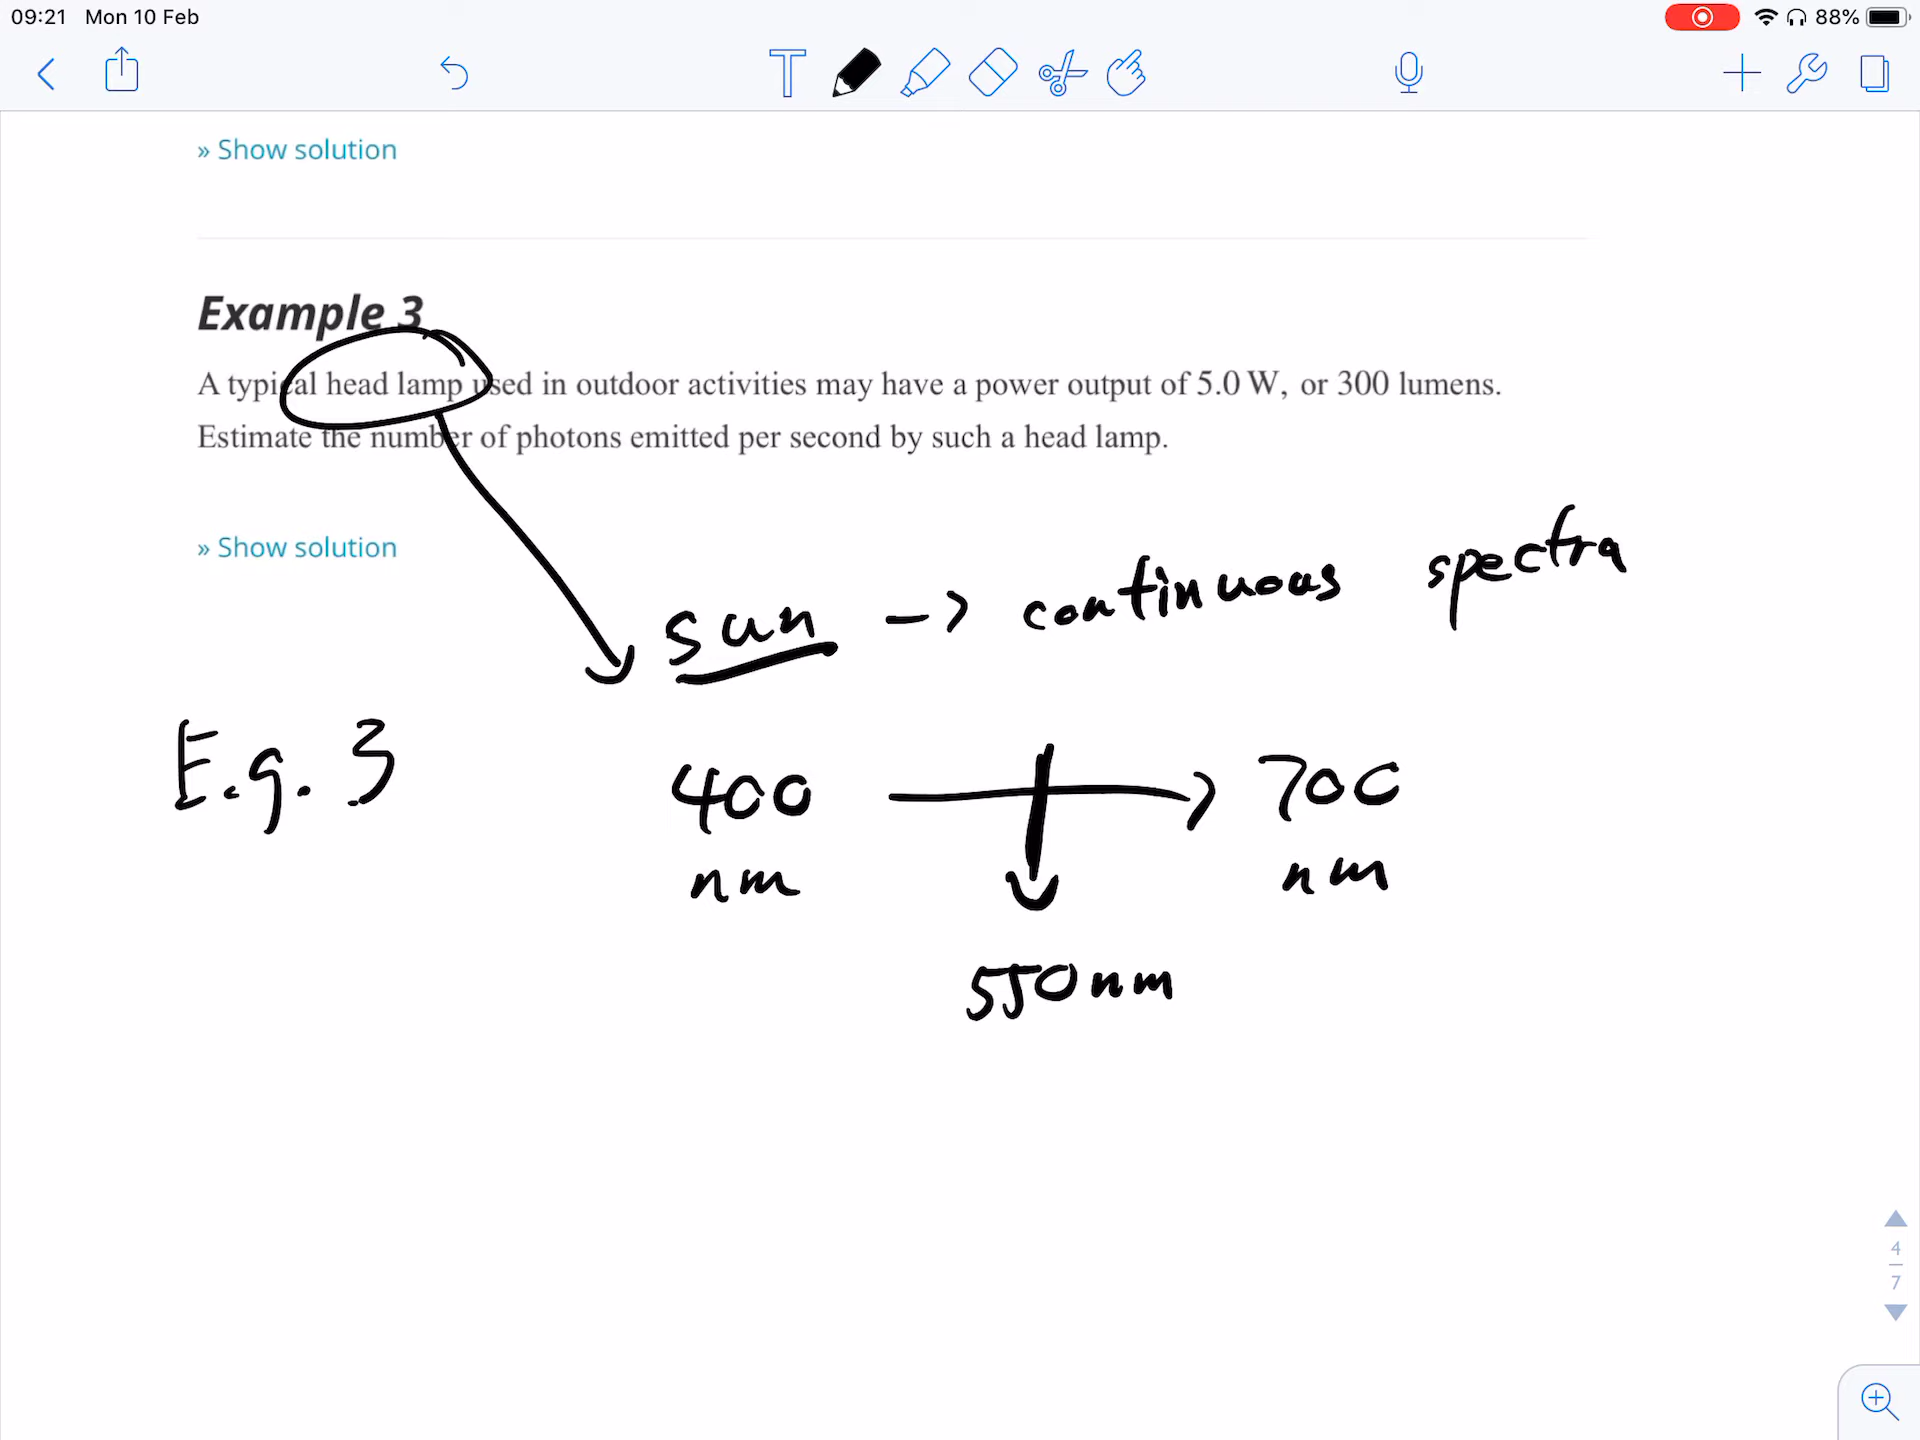 09:21 Mon 10 Feb 88%
» Show solution
Example 3
A typical head lamp used in outdoor activities may have a power output of 5.0 W, or 300 lumens.
Estimate the number of photons emitted per second by such a head lamp.
» Show solution
sun -> continuous spectra
E.g. 3
400 700
nm nm
550nm
4
7